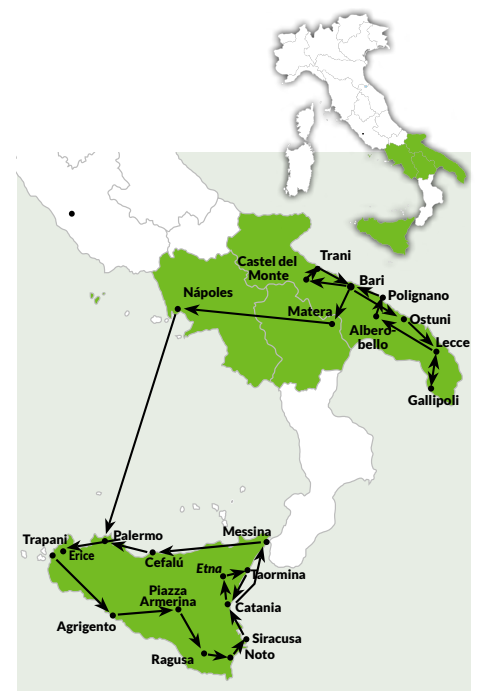 Trani
Castel del
Monte
Bari
Nápoles
Polignano
Matera
Ostuni
Albero-
bello
Lecce
Gallipoli
Messina
Trapani
Palermo
Erice
Cefalú
Etna
Taormina
Piazza
Armerina
Catania
Agrigento
Siracusa
Ragusa
Noto